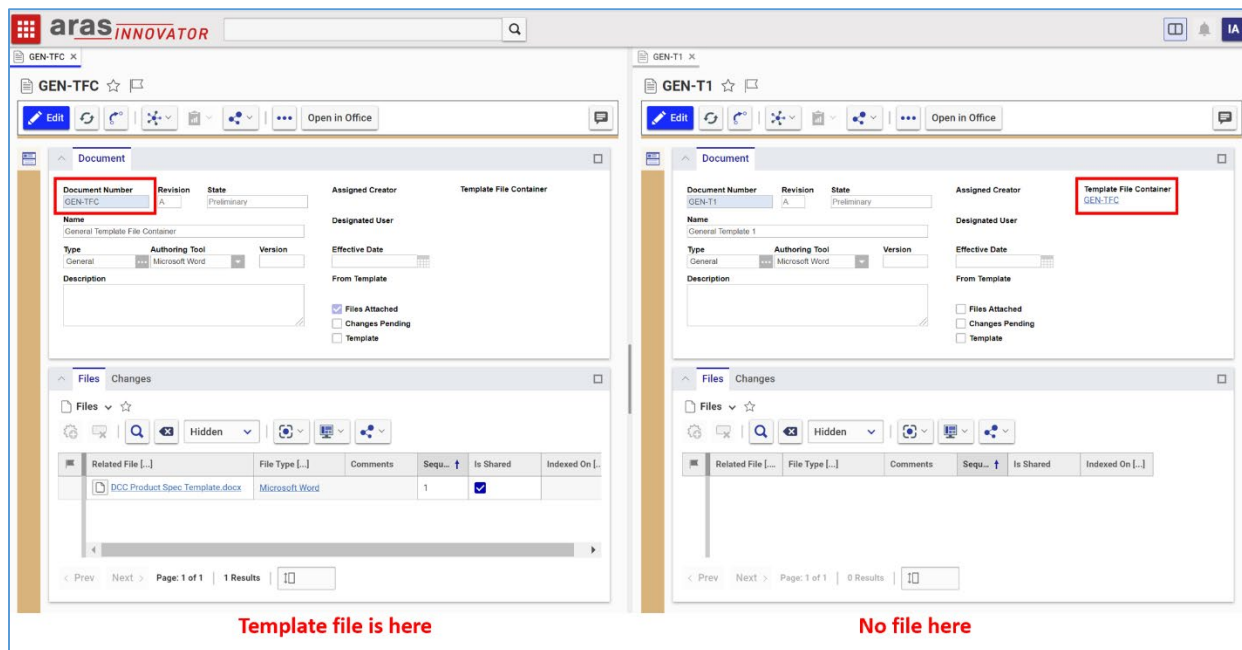 aras INNOVATOR
IA
GEN-TFC ×
GEN-TFC
Edit
Open in Office
Document
Document Number Revision State Assigned Creator Template File Container
GEN-TFC A Preliminary
Name Designated User
General Template File Container
Type Authoring Tool Version Effective Date
General ... Microsoft Word
Description From Template
Files Attached
Changes Pending
Template
Files Changes
Files
Hidden
Related File [...] File Type [...] Comments Sequ... ↑ Is Shared Indexed On [..
DCC Product Spec Template.docx Microsoft Word 1
< Prev Next > Page: 1 of 1 1 Results
Template file is here
GEN-T1 ×
GEN-T1
Edit
Open in Office
Document
Document Number Revision State Assigned Creator Template File Container
GEN-T1 A Preliminary GEN-TFC
Name Designated User
General Template 1
Type Authoring Tool Version Effective Date
General ... Microsoft Word
Description From Template
Files Attached
Changes Pending
Template
Files Changes
Files
Hidden
Related File [.... File Type [...] Comments Sequ... ↑ Is Shared Indexed On [...]
< Prev Next > Page: 1 of 1 0 Results
No file here